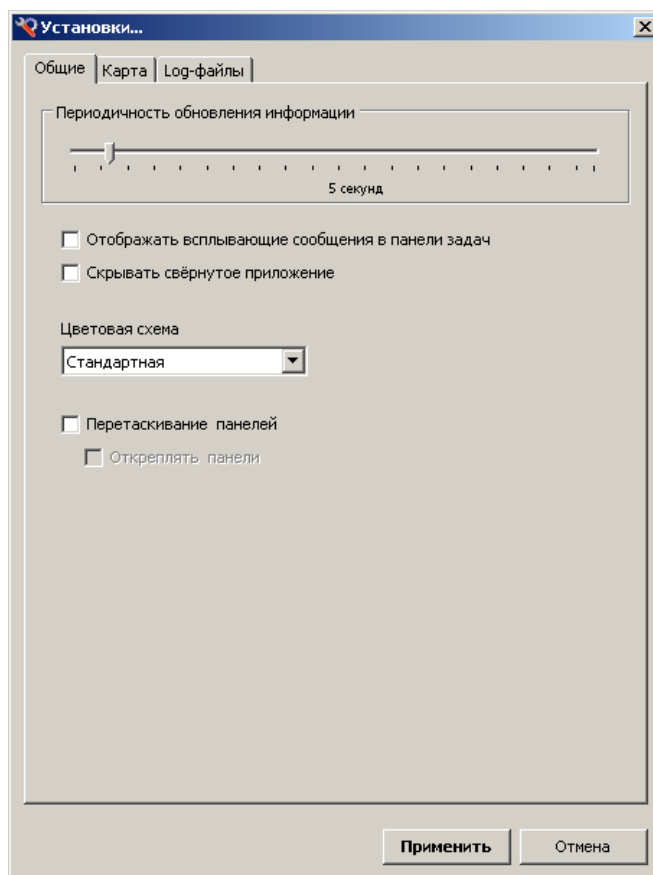 Установки...
Общие Карта Log-файлы
Периодичность обновления информации
5 секунд
Отображать всплывающие сообщения в панели задач
Скрывать свёрнутое приложение
Цветовая схема
Стандартная
Перетаскивание панелей
Откреплять панели
Применить Отмена